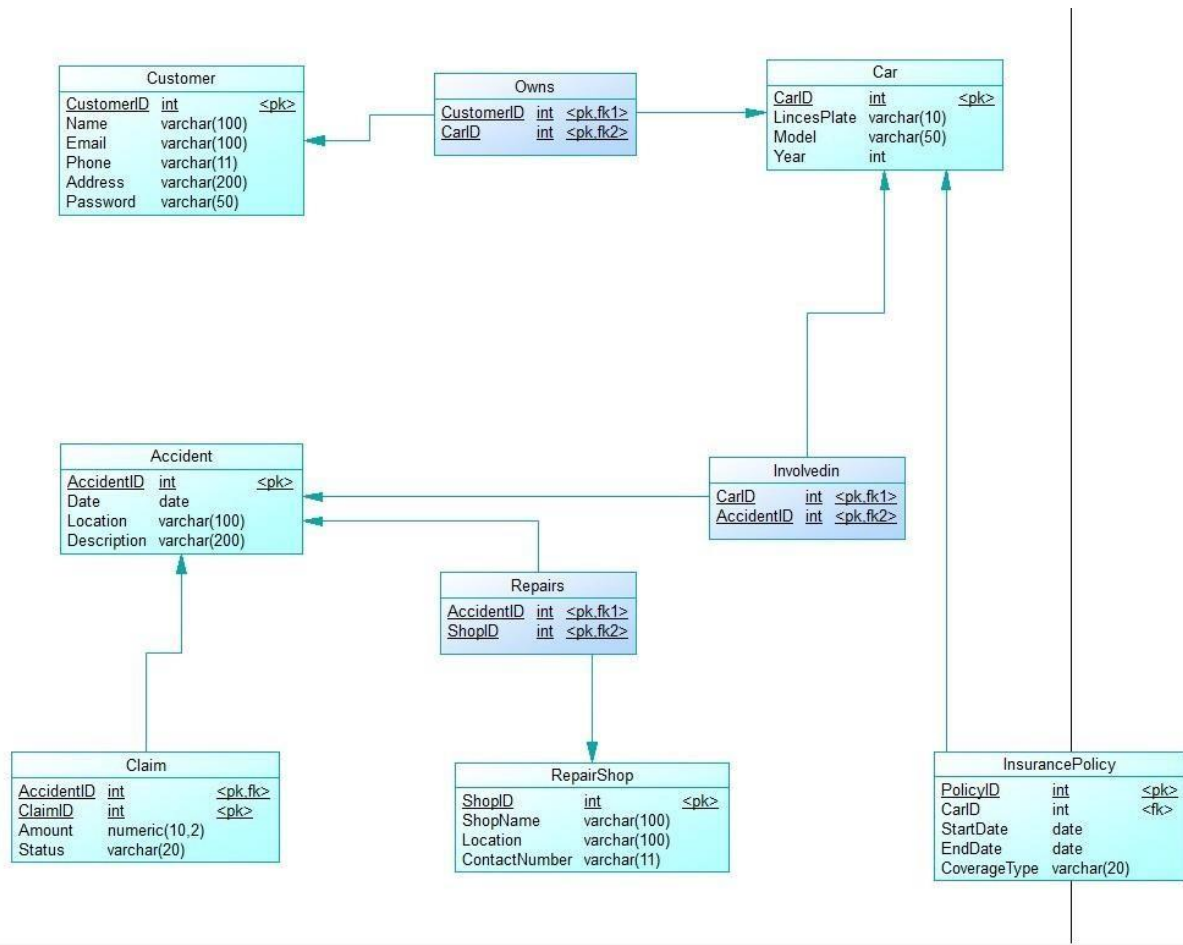 Customer
CustomerID int <pk>
Name varchar(100)
Email varchar(100)
Phone varchar(11)
Address varchar(200)
Password varchar(50)
Owns
CustomerID int <pk,fk1>
CarID int <pk,fk2>
Car
CarID int <pk>
LincesPlate varchar(10)
Model varchar(50)
Year int
Accident
AccidentID int <pk>
Date date
Location varchar(100)
Description varchar(200)
Involvedin
CarID int <pk,fk1>
AccidentID int <pk,fk2>
Repairs
AccidentID int <pk,fk1>
ShopID int <pk,fk2>
Claim
AccidentID int <pk,fk>
ClaimID int <pk>
Amount numeric(10,2)
Status varchar(20)
RepairShop
ShopID int <pk>
ShopName varchar(100)
Location varchar(100)
ContactNumber varchar(11)
InsurancePolicy
PolicyID int <pk>
CarID int <fk>
StartDate date
EndDate date
CoverageType varchar(20)